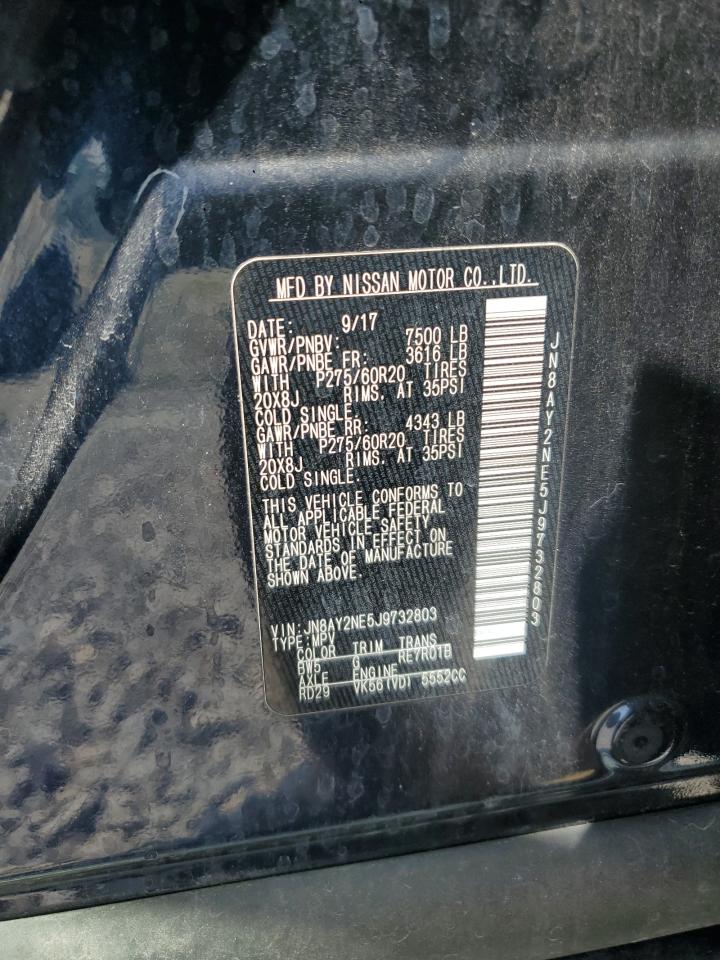 MFD BY NISSAN MOTOR CO.,LTD.
DATE: 9/17
GVWR/PNBV: 7500 LB
GAWR/PNBE FR: 3616 LB
WITH P275/60R20 TIRES
20X8J RIMS, AT 35PSI
COLD SINGLE.
GAWR/PNBE RR: 4343 LB
WITH P275/60R20 TIRES
20X8J RIMS, AT 35PSI
COLD SINGLE.
THIS VEHICLE CONFORMS TO
ALL APPLICABLE FEDERAL
MOTOR VEHICLE SAFETY
STANDARDS IN EFFECT ON
THE DATE OF MANUFACTURE
SHOWN ABOVE.
VIN:JN8AY2NE5J9732803
TYPE:MPV
COLOR TRIM TRANS
BW5 G RE7R01B
AXLE ENGINE
RD29 VK56(VD) 5552CC
JN8AY2NE5J9732803